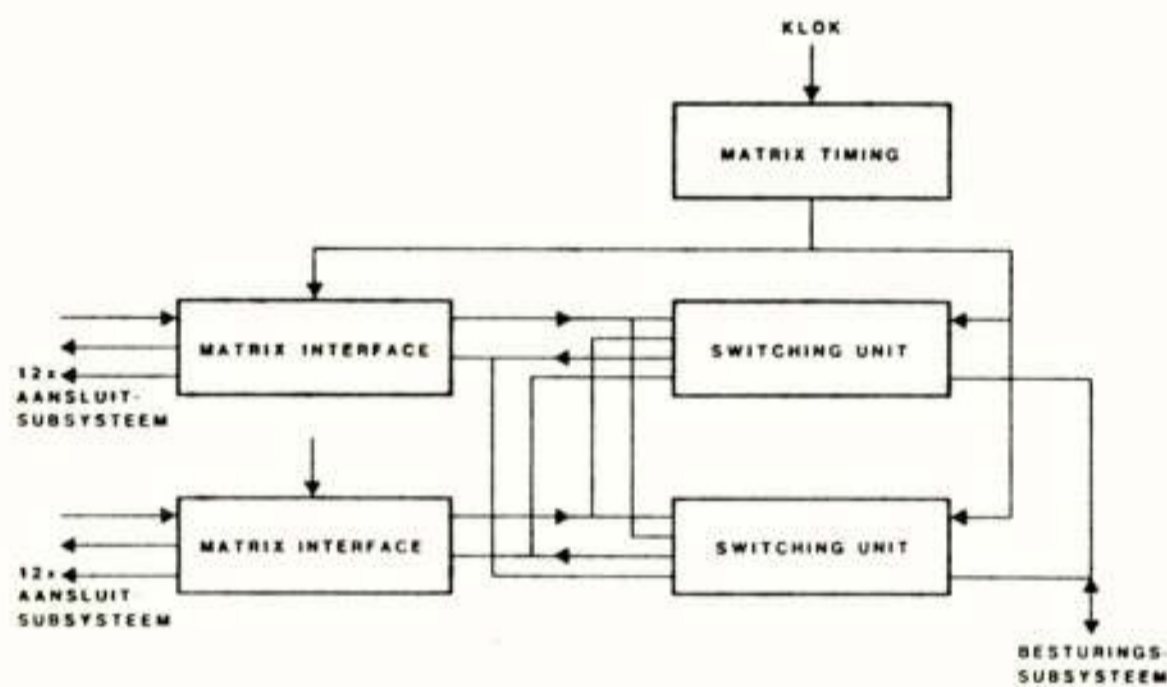 KLOK
MATRIX TIMING
MATRIX INTERFACE
SWITCHING UNIT
12x
AANSLUIT-
SUBSYSTEEM
MATRIX INTERFACE
SWITCHING UNIT
12x
AANSLUIT
SUBSYSTEEM
BESTURINGS-
SUBSYSTEEM